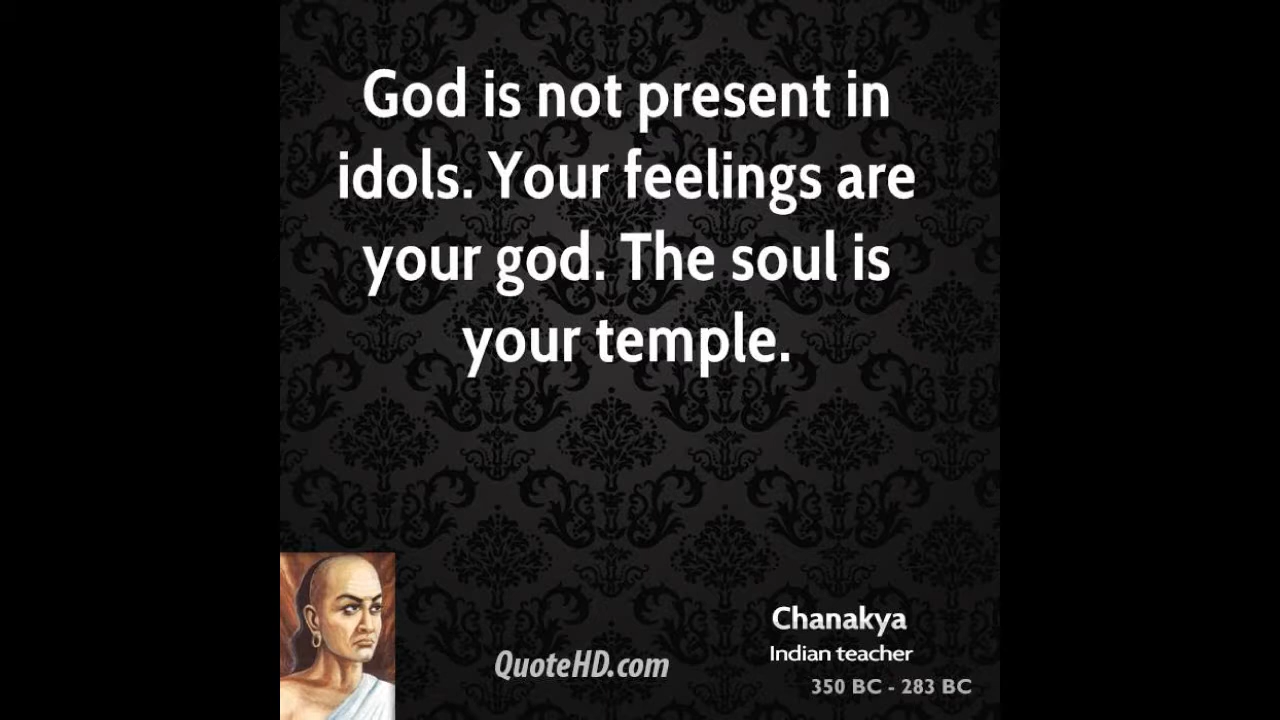 God is not present in
idols. Your feelings are
your god. The soul is
your temple.
Chanakya
Indian teacher
QuoteHD.com
350 BC - 283 BC